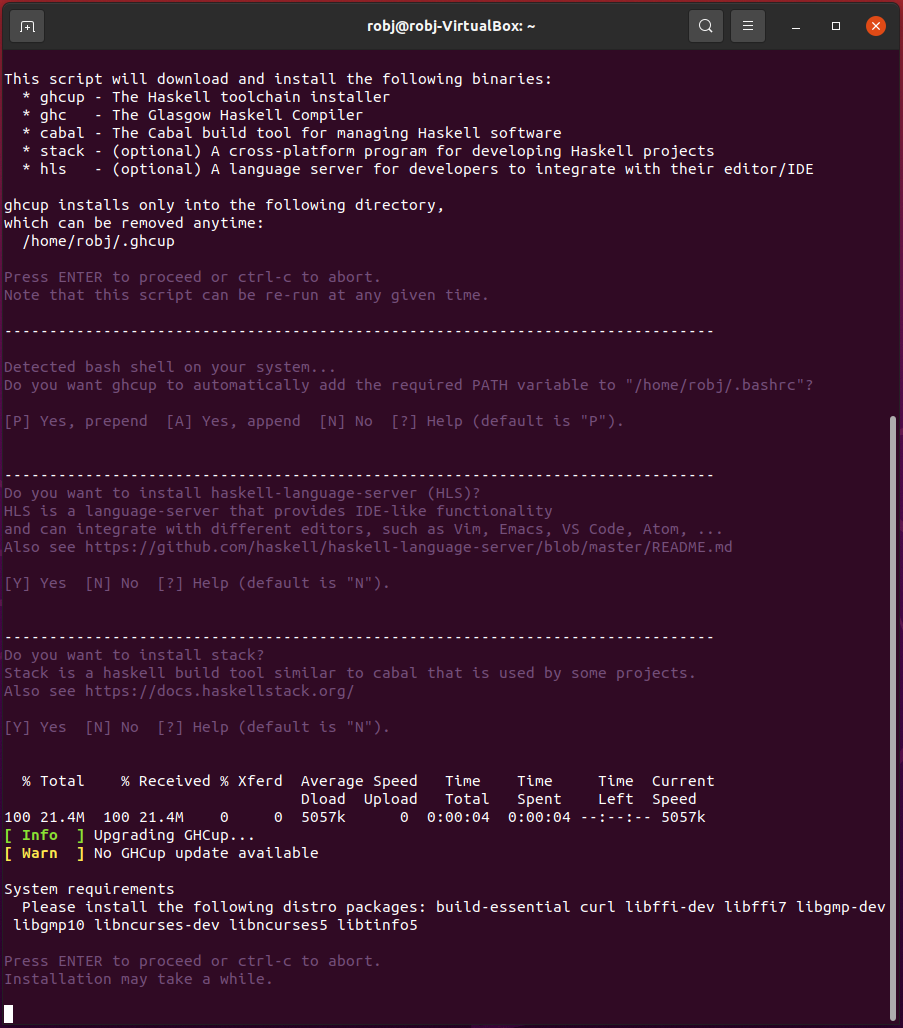 robj@robj-VirtualBox: ~
This script will download and install the following binaries:
  * ghcup - The Haskell toolchain installer
  * ghc   - The Glasgow Haskell Compiler
  * cabal - The Cabal build tool for managing Haskell software
  * stack - (optional) A cross-platform program for developing Haskell projects
  * hls   - (optional) A language server for developers to integrate with their editor/IDE
ghcup installs only into the following directory,
which can be removed anytime:
  /home/robj/.ghcup
Press ENTER to proceed or ctrl-c to abort.
Note that this script can be re-run at any given time.
-------------------------------------------------------------------------------
Detected bash shell on your system...
Do you want ghcup to automatically add the required PATH variable to "/home/robj/.bashrc"?
[P] Yes, prepend  [A] Yes, append  [N] No  [?] Help (default is "P").
-------------------------------------------------------------------------------
Do you want to install haskell-language-server (HLS)?
HLS is a language-server that provides IDE-like functionality
and can integrate with different editors, such as Vim, Emacs, VS Code, Atom, ...
Also see https://github.com/haskell/haskell-language-server/blob/master/README.md
[Y] Yes  [N] No  [?] Help (default is "N").
-------------------------------------------------------------------------------
Do you want to install stack?
Stack is a haskell build tool similar to cabal that is used by some projects.
Also see https://docs.haskellstack.org/
[Y] Yes  [N] No  [?] Help (default is "N").
  % Total    % Received % Xferd  Average Speed   Time    Time     Time  Current
                                 Dload  Upload   Total   Spent    Left  Speed
100 21.4M  100 21.4M    0     0  5057k      0  0:00:04  0:00:04 --:--:-- 5057k
[ Info  ] Upgrading GHCup...
[ Warn  ] No GHCup update available
System requirements
  Please install the following distro packages: build-essential curl libffi-dev libffi7 libgmp-dev
 libgmp10 libncurses-dev libncurses5 libtinfo5
Press ENTER to proceed or ctrl-c to abort.
Installation may take a while.